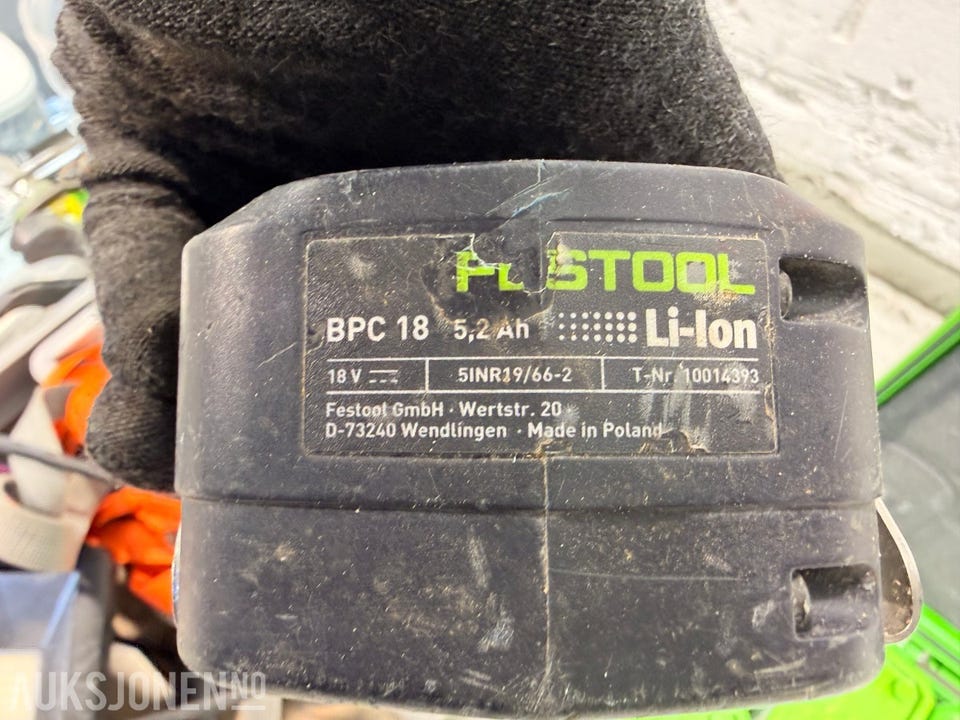 FESTOOL
BPC 18 5,2 Ah Li-Ion
18 V 5INR19/66-2 T-Nr. 10014393
Festool GmbH · Wertstr. 20 ·
D-73240 Wendlingen · Made in Poland
AUKSJONEN.NO